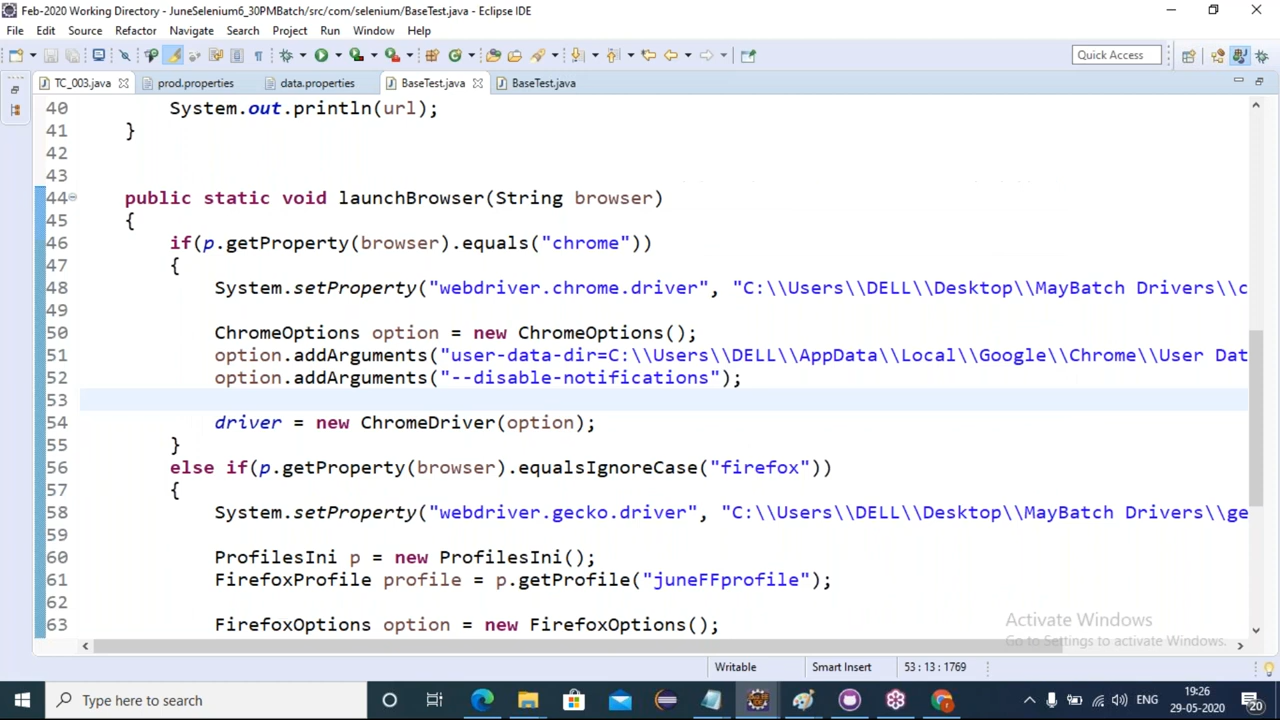 Feb-2020 Working Directory - JuneSelenium6_30PMBatch/src/com/selenium/BaseTest.java - Eclipse IDE
File Edit Source Refactor Navigate Search Project Run Window Help
Quick Access
TC_003.java prod.properties data.properties BaseTest.java BaseTest.java
40 System.out.println(url);
41 }
42
43
44 public static void launchBrowser(String browser)
45 {
46 if(p.getProperty(browser).equals("chrome"))
47 {
48 System.setProperty("webdriver.chrome.driver", "C:\\Users\\DELL\\Desktop\\MayBatch Drivers\\c
49
50 ChromeOptions option = new ChromeOptions();
51 option.addArguments("user-data-dir=C:\\Users\\DELL\\AppData\\Local\\Google\\Chrome\\User Dat
52 option.addArguments("--disable-notifications");
53
54 driver = new ChromeDriver(option);
55 }
56 else if(p.getProperty(browser).equalsIgnoreCase("firefox"))
57 {
58 System.setProperty("webdriver.gecko.driver", "C:\\Users\\DELL\\Desktop\\MayBatch Drivers\\ge
59
60 ProfilesIni p = new ProfilesIni();
61 FirefoxProfile profile = p.getProfile("juneFFprofile");
62
63 FirefoxOptions option = new FirefoxOptions();
Activate Windows
Go to Settings to activate Windows.
Writable Smart Insert 53 : 13 : 1769
Type here to search
ENG
19:26
29-05-2020
20